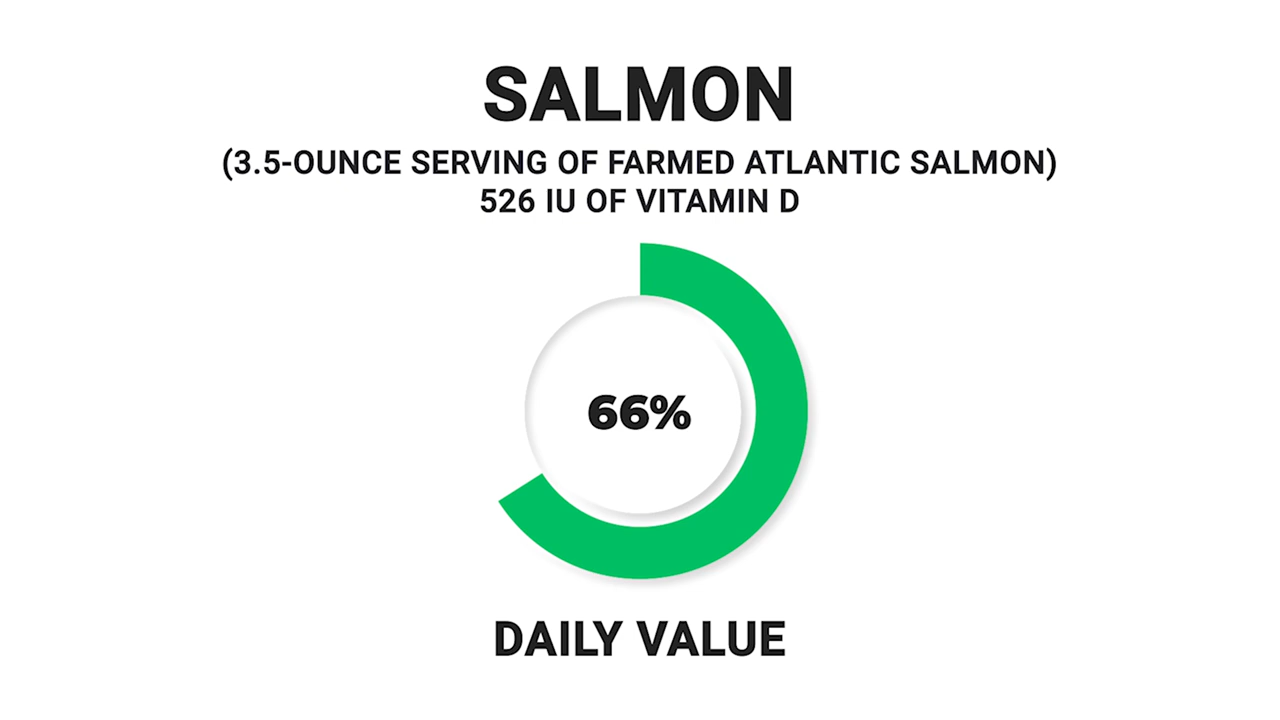 SALMON
(3.5-OUNCE SERVING OF FARMED ATLANTIC SALMON)
526 IU OF VITAMIN D
66%
DAILY VALUE